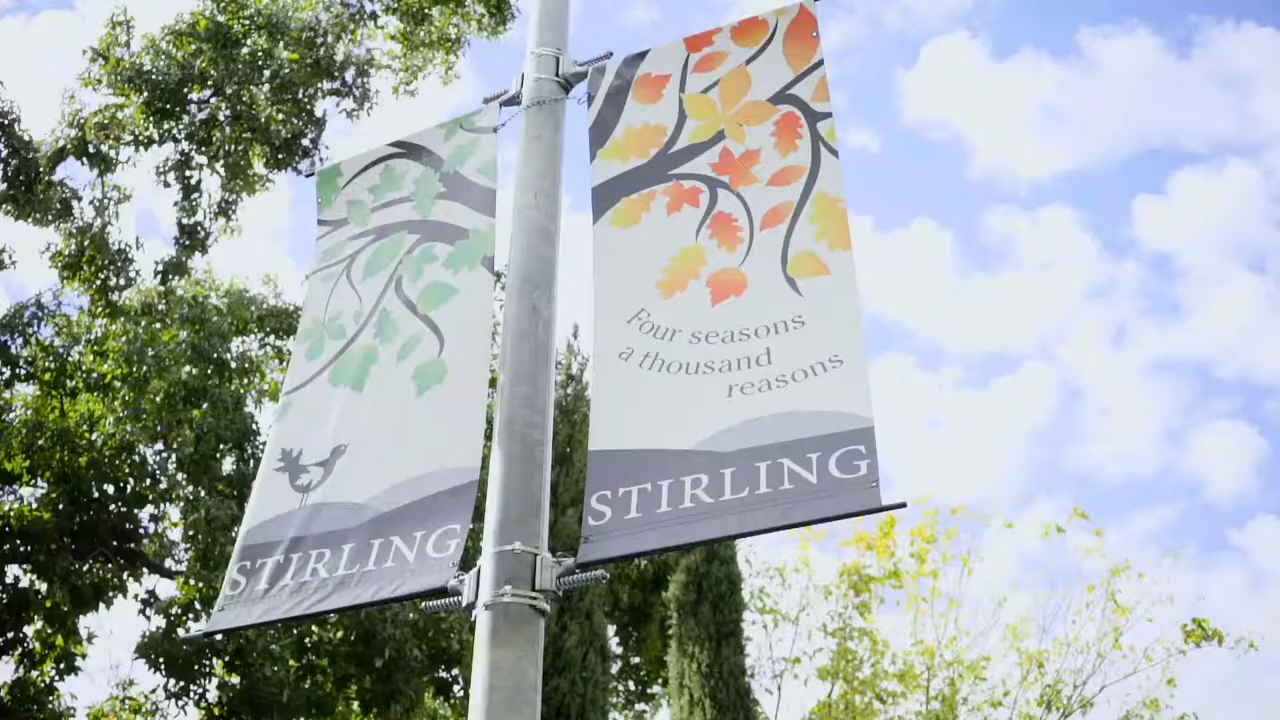 STIRLING
Four seasons
a thousand
reasons
STIRLING